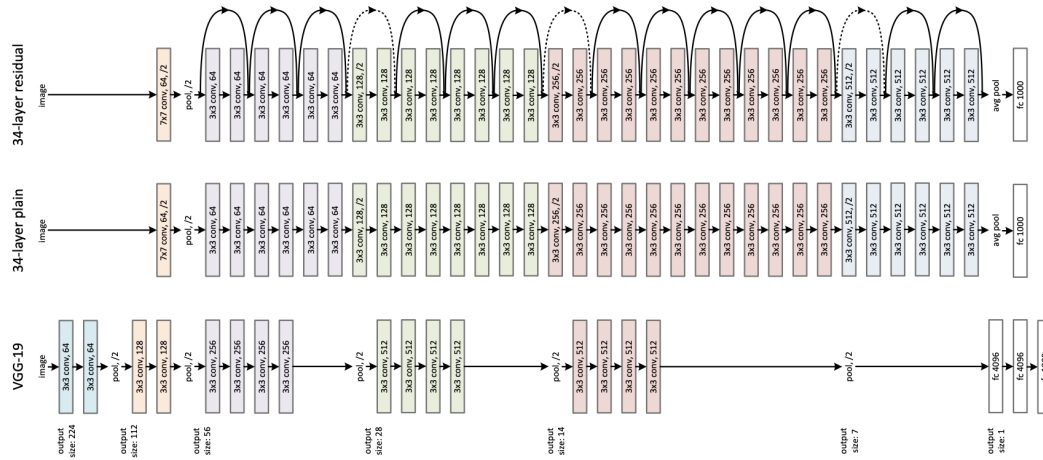 output
size: 224
output
size: 112
output
size: 56
output
size: 28
output
size: 14
output
size: 7
output
size: 1
VGG-19
image
3x3 conv, 64
3x3 conv, 64
pool, /2
3x3 conv, 128
3x3 conv, 128
pool, /2
3x3 conv, 256
3x3 conv, 256
3x3 conv, 256
3x3 conv, 256
pool, /2
3x3 conv, 512
3x3 conv, 512
3x3 conv, 512
3x3 conv, 512
pool, /2
3x3 conv, 512
3x3 conv, 512
3x3 conv, 512
3x3 conv, 512
pool, /2
fc 4096
fc 4096
34-layer plain
image
7x7 conv, 64, /2
pool, /2
3x3 conv, 64
3x3 conv, 64
3x3 conv, 64
3x3 conv, 64
3x3 conv, 64
3x3 conv, 64
3x3 conv, 128, /2
3x3 conv, 128
3x3 conv, 128
3x3 conv, 128
3x3 conv, 128
3x3 conv, 128
3x3 conv, 128
3x3 conv, 128
3x3 conv, 256, /2
3x3 conv, 256
3x3 conv, 256
3x3 conv, 256
3x3 conv, 256
3x3 conv, 256
3x3 conv, 256
3x3 conv, 256
3x3 conv, 256
3x3 conv, 256
3x3 conv, 256
3x3 conv, 256
3x3 conv, 512, /2
3x3 conv, 512
3x3 conv, 512
3x3 conv, 512
3x3 conv, 512
3x3 conv, 512
avg pool
fc 1000
34-layer residual
image
7x7 conv, 64, /2
pool, /2
3x3 conv, 64
3x3 conv, 64
3x3 conv, 64
3x3 conv, 64
3x3 conv, 64
3x3 conv, 64
3x3 conv, 128, /2
3x3 conv, 128
3x3 conv, 128
3x3 conv, 128
3x3 conv, 128
3x3 conv, 128
3x3 conv, 128
3x3 conv, 128
3x3 conv, 256, /2
3x3 conv, 256
3x3 conv, 256
3x3 conv, 256
3x3 conv, 256
3x3 conv, 256
3x3 conv, 256
3x3 conv, 256
3x3 conv, 256
3x3 conv, 256
3x3 conv, 256
3x3 conv, 256
3x3 conv, 512, /2
3x3 conv, 512
3x3 conv, 512
3x3 conv, 512
3x3 conv, 512
3x3 conv, 512
avg pool
fc 1000